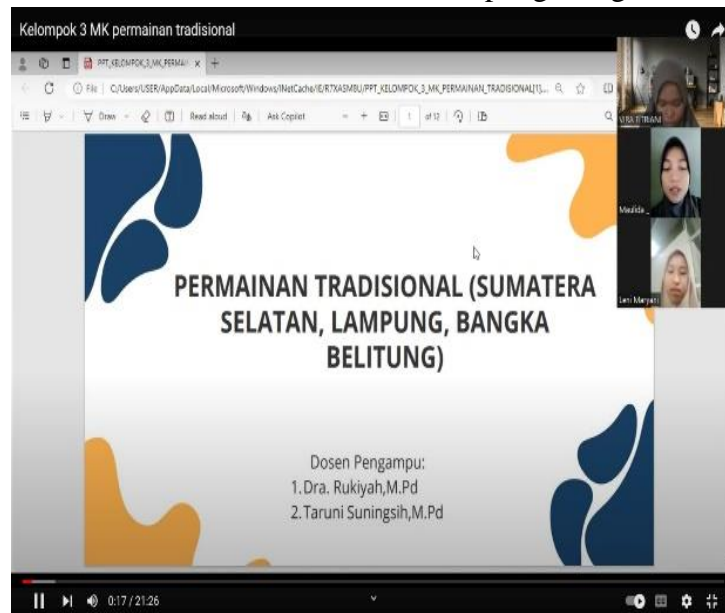 Kelompok 3 MK permainan tradisional
PPT_KELOMPOK_3_MK_PERMAI
File C:/Users/USER/AppData/Local/Microsoft/Windows/INetCache/IE/R7XASMBU/PPT_KELOMPOK_3_MK_PERMAINAN_TRADISIONAL[1]....
Draw Read aloud Ask Copilot 1 of 12
Maulida_
Leni Maryani
PERMAINAN TRADISIONAL (SUMATERA
SELATAN, LAMPUNG, BANGKA
BELITUNG)
Dosen Pengampu:
1. Dra. Rukiyah,M.Pd
2. Taruni Suningsih,M.Pd
0:17 / 21:26